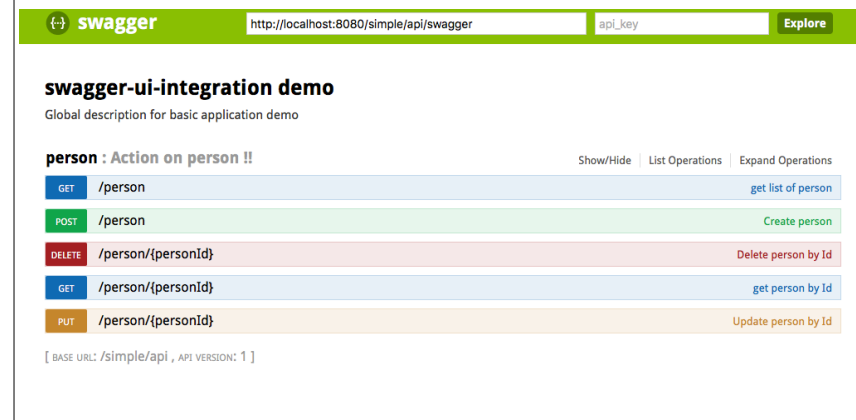 {···} swagger http://localhost:8080/simple/api/swagger api_key Explore
swagger-ui-integration demo
Global description for basic application demo
person : Action on person !! Show/Hide List Operations Expand Operations
GET /person get list of person
POST /person Create person
DELETE /person/{personId} Delete person by Id
GET /person/{personId} get person by Id
PUT /person/{personId} Update person by Id
[ BASE URL: /simple/api , API VERSION: 1 ]